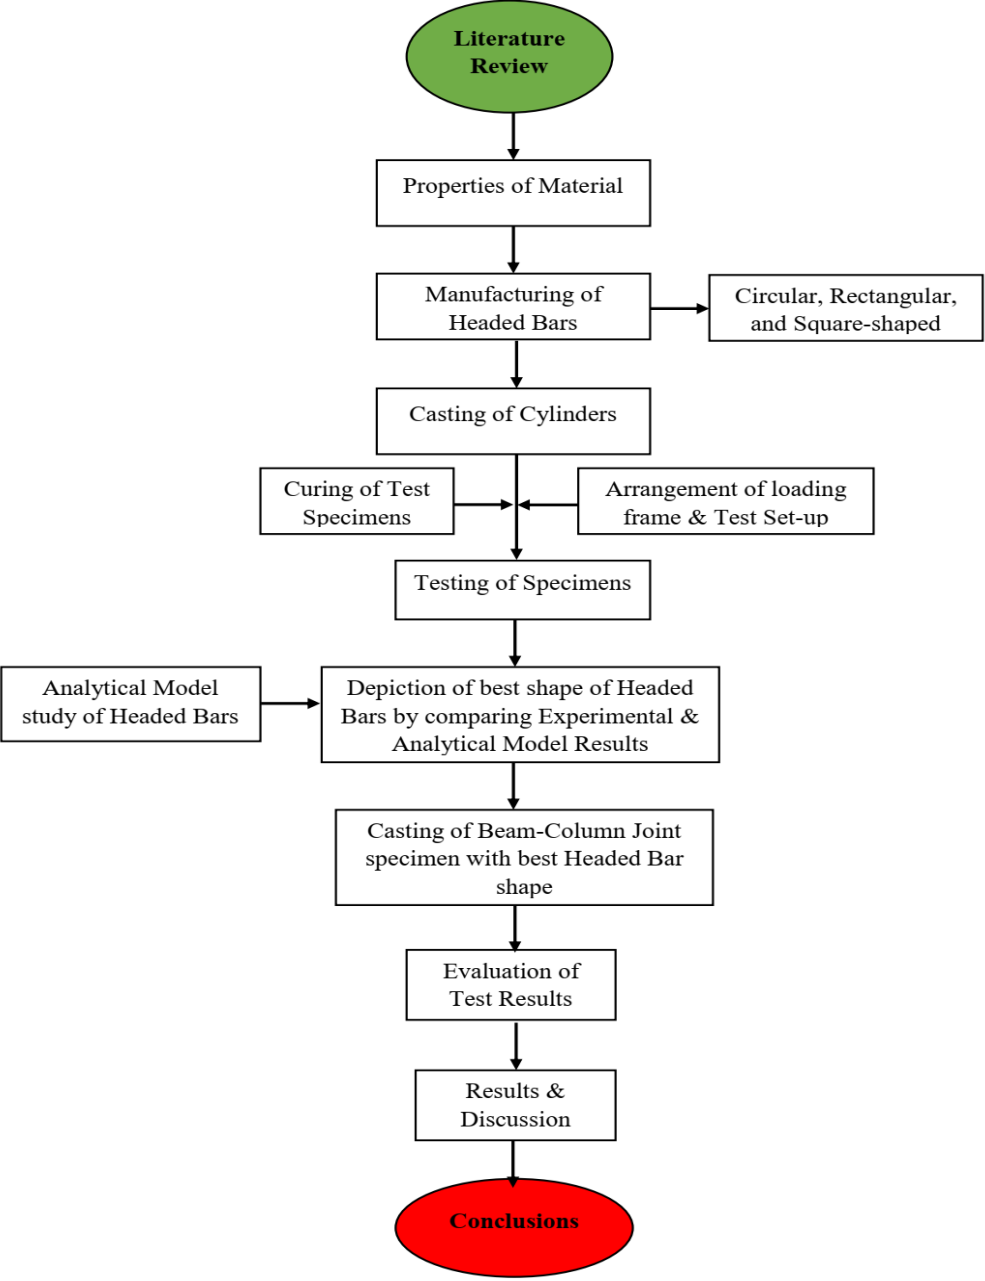 Literature
Review
Properties of Material
Manufacturing of
Headed Bars
Circular, Rectangular,
and Square-shaped
Casting of Cylinders
Curing of Test
Specimens
Arrangement of loading
frame & Test Set-up
Testing of Specimens
Analytical Model
study of Headed Bars
Depiction of best shape of Headed
Bars by comparing Experimental &
Analytical Model Results
Casting of Beam-Column Joint
specimen with best Headed Bar
shape
Evaluation of
Test Results
Results &
Discussion
Conclusions